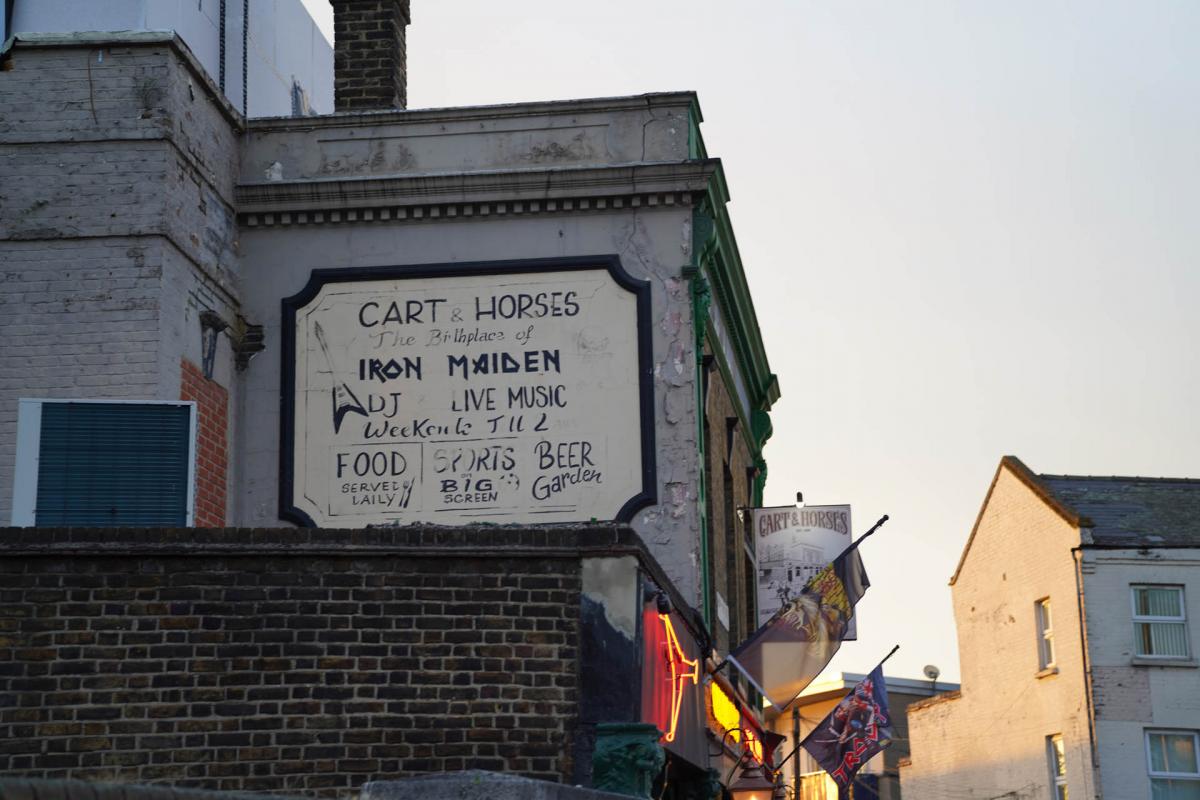 CART & HORSES
The Birthplace of
IRON MAIDEN
DJ & LIVE MUSIC
Weekends Till 2
FOOD
SERVED
DAILY
SPORTS
ON
BIG
SCREEN
BEER
Garden
CART & HORSES
IRON